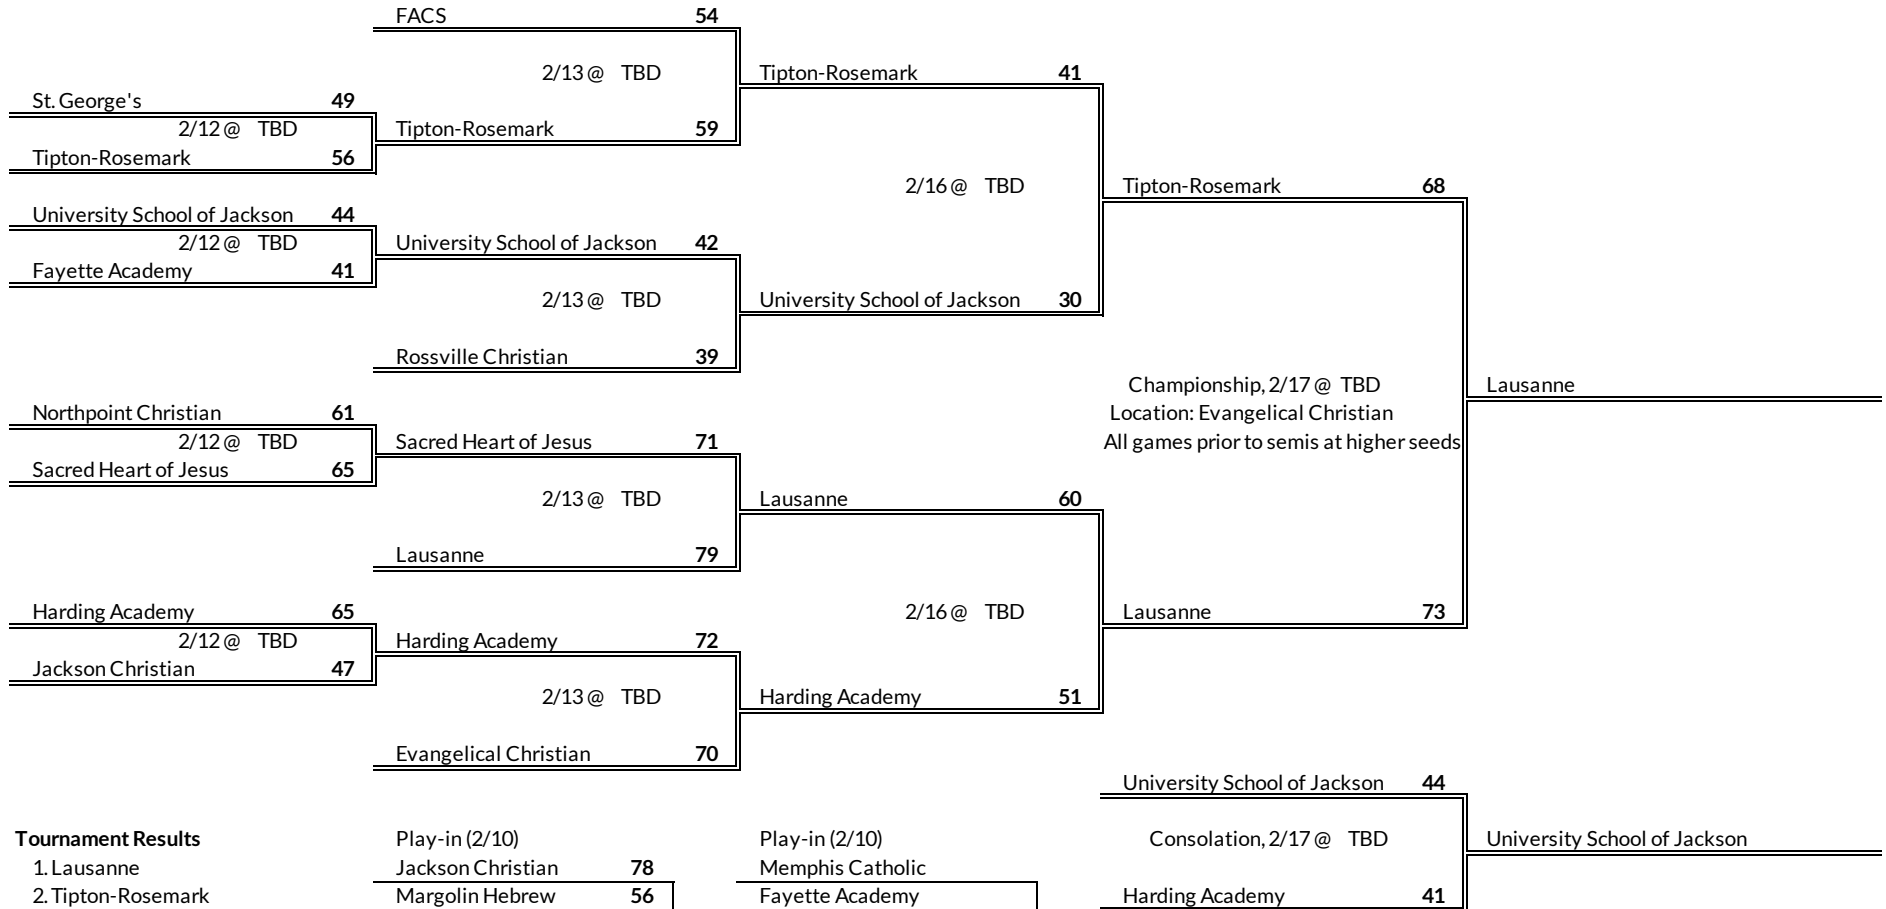 FACS 54
2/13 @ TBD Tipton-Rosemark 41
St. George's 49
2/12 @ TBD Tipton-Rosemark 59
Tipton-Rosemark 56
2/16 @ TBD Tipton-Rosemark 68
University School of Jackson 44
2/12 @ TBD University School of Jackson 42
Fayette Academy 41
2/13 @ TBD University School of Jackson 30
Rossville Christian 39
Championship, 2/17 @ TBD Lausanne
Northpoint Christian 61 Location: Evangelical Christian
2/12 @ TBD Sacred Heart of Jesus 71 All games prior to semis at higher seeds
Sacred Heart of Jesus 65
2/13 @ TBD Lausanne 60
Lausanne 79
Harding Academy 65 2/16 @ TBD Lausanne 73
2/12 @ TBD Harding Academy 72
Jackson Christian 47
2/13 @ TBD Harding Academy 51
Evangelical Christian 70
University School of Jackson 44
Tournament Results Play-in (2/10) Play-in (2/10) Consolation, 2/17 @ TBD University School of Jackson
1. Lausanne Jackson Christian 78 Memphis Catholic
2. Tipton-Rosemark Margolin Hebrew 56 Fayette Academy Harding Academy 41